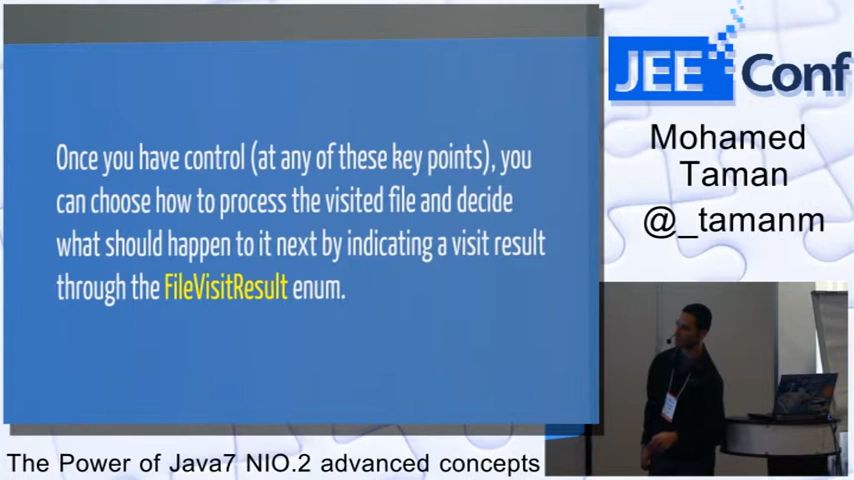 Once you have control (at any of these key points), you
can choose how to process the visited file and decide
what should happen to it next by indicating a visit result
through the FileVisitResult enum.
JEE Conf
Mohamed
Taman
@_tamanm
The Power of Java7 NIO.2 advanced concepts